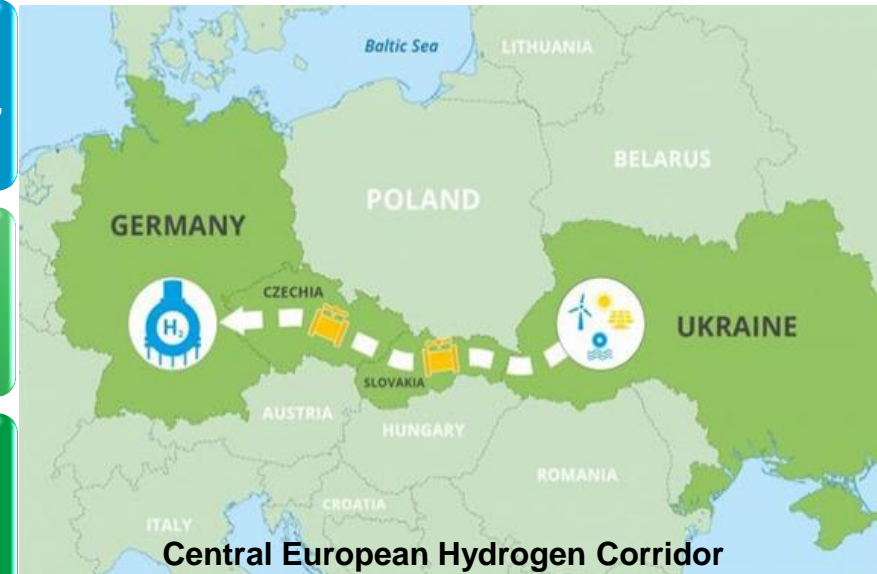 Baltic Sea
LITHUANIA
BELARUS
POLAND
GERMANY
CZECHIA
H₂
UKRAINE
SLOVAKIA
AUSTRIA
HUNGARY
ROMANIA
CROATIA
ITALY
Central European Hydrogen Corridor